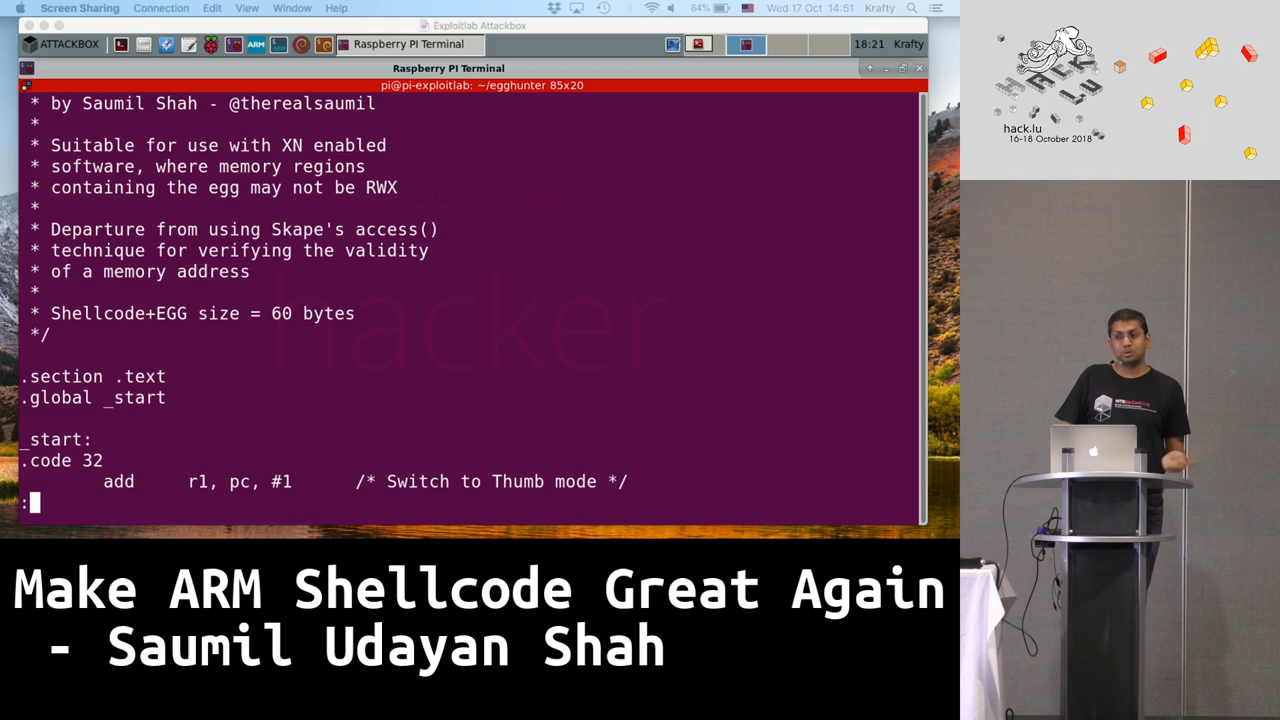 Screen Sharing Connection Edit View Window Help 84% Wed 17 Oct 14:51 Krafty
Exploitlab Attackbox
ATTACKBOX ARM Raspberry PI Terminal 18:21 Krafty
Raspberry PI Terminal
pi@pi-exploitlab: ~/egghunter 85x20
* by Saumil Shah - @therealsaumil
*
* Suitable for use with XN enabled
* software, where memory regions
* containing the egg may not be RWX
*
* Departure from using Skape's access()
* technique for verifying the validity
* of a memory address
*
* Shellcode+EGG size = 60 bytes
*/
hacker
.section .text
.global _start
_start:
.code 32
add r1, pc, #1 /* Switch to Thumb mode */
:
hack.lu
16-18 October 2018
Make ARM Shellcode Great Again
- Saumil Udayan Shah